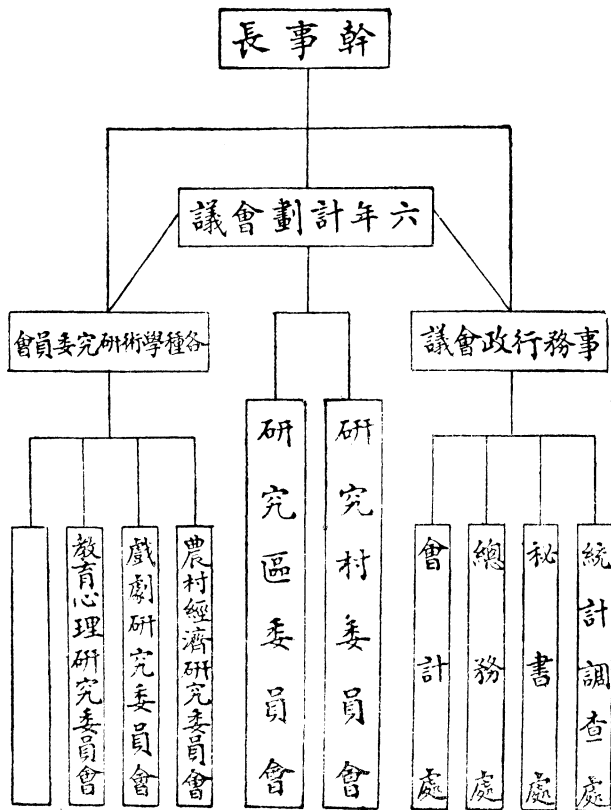 幹事長
六年計劃會議
事務行政會議
各種學術研究委員會
統計調查處
秘書處
總務處
會計處
研究村委員會
研究區委員會
農村經濟研究委員會
戲劇研究委員會
教育心理研究委員會